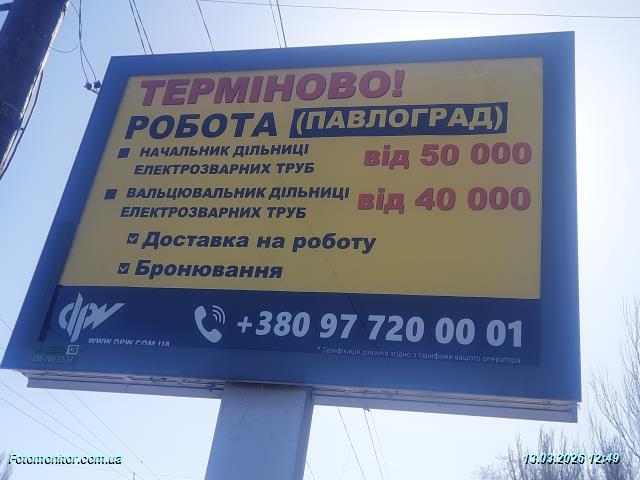 ТЕРМІНОВО!
РОБОТА (ПАВЛОГРАД)
НАЧАЛЬНИК ДІЛЬНИЦІ
ЕЛЕКТРОЗВАРНИХ ТРУБ
від 50 000
ВАЛЬЦЮВАЛЬНИК ДІЛЬНИЦІ
ЕЛЕКТРОЗВАРНИХ ТРУБ
від 40 000
Доставка на роботу
Бронювання
dpw
WWW.DPW.COM.UA
+380 97 720 00 01
* Тарифікація дзвінків згідно з тарифами вашого оператора
Fotomonitor.com.ua
13.03.2026 12:49